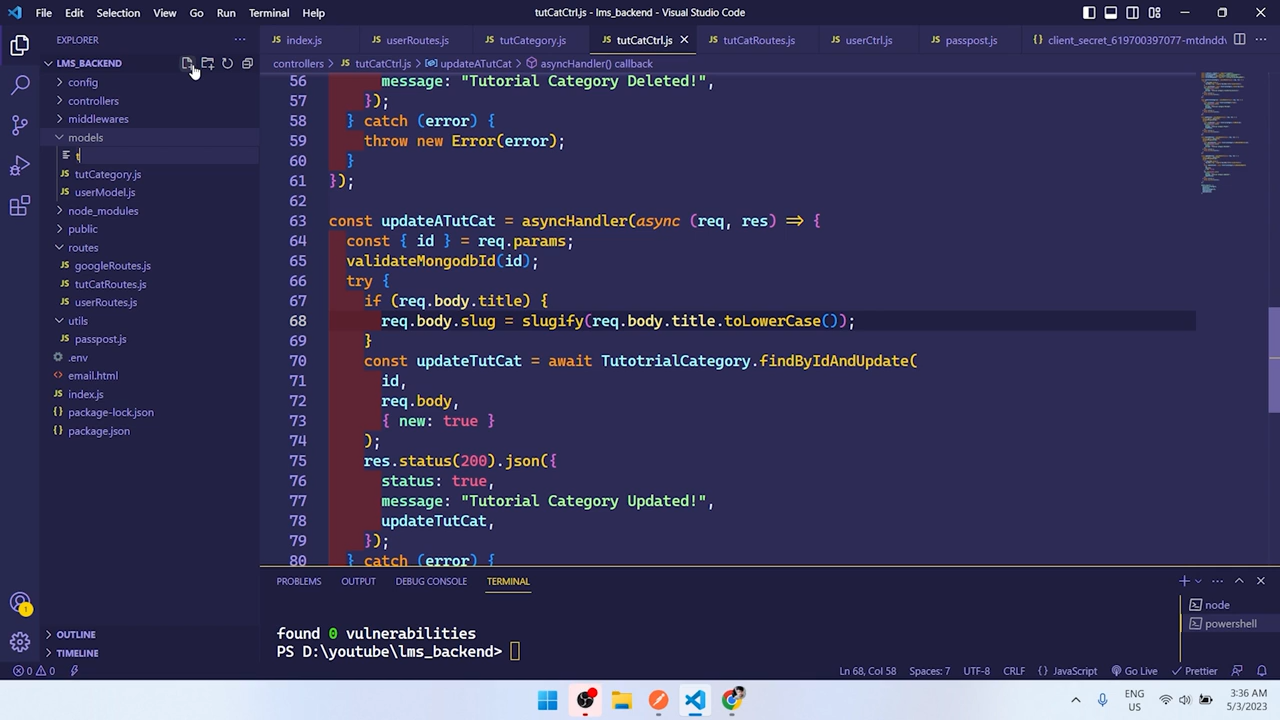 File Edit Selection View Go Run Terminal Help
tutCatCtrl.js - lms_backend - Visual Studio Code
EXPLORER
index.js userRoutes.js tutCategory.js tutCatCtrl.js tutCatRoutes.js userCtrl.js passpost.js client_secret_619700397077-mtdndd
LMS_BACKEND
controllers > tutCatCtrl.js > updateATutCat > asyncHandler() callback
config
controllers
middlewares
models
t
tutCategory.js
userModel.js
node_modules
public
routes
googleRoutes.js
tutCatRoutes.js
userRoutes.js
utils
passpost.js
.env
email.html
index.js
package-lock.json
package.json
OUTLINE
TIMELINE
56 message: "Tutorial Category Deleted!",
57 });
58 } catch (error) {
59 throw new Error(error);
60 }
61 });
62
63 const updateATutCat = asyncHandler(async (req, res) => {
64 const { id } = req.params;
65 validateMongodbId(id);
66 try {
67 if (req.body.title) {
68 req.body.slug = slugify(req.body.title.toLowerCase());
69 }
70 const updateTutCat = await TutotrialCategory.findByIdAndUpdate(
71 id,
72 req.body,
73 { new: true }
74 );
75 res.status(200).json({
76 status: true,
77 message: "Tutorial Category Updated!",
78 updateTutCat,
79 });
80 } catch (error) {
PROBLEMS OUTPUT DEBUG CONSOLE TERMINAL
found 0 vulnerabilities
PS D:\youtube\lms_backend>
node
powershell
1
0 0 Ln 68, Col 58 Spaces: 7 UTF-8 CRLF {} JavaScript Go Live Prettier
ENG
US
3:36 AM
5/3/2023